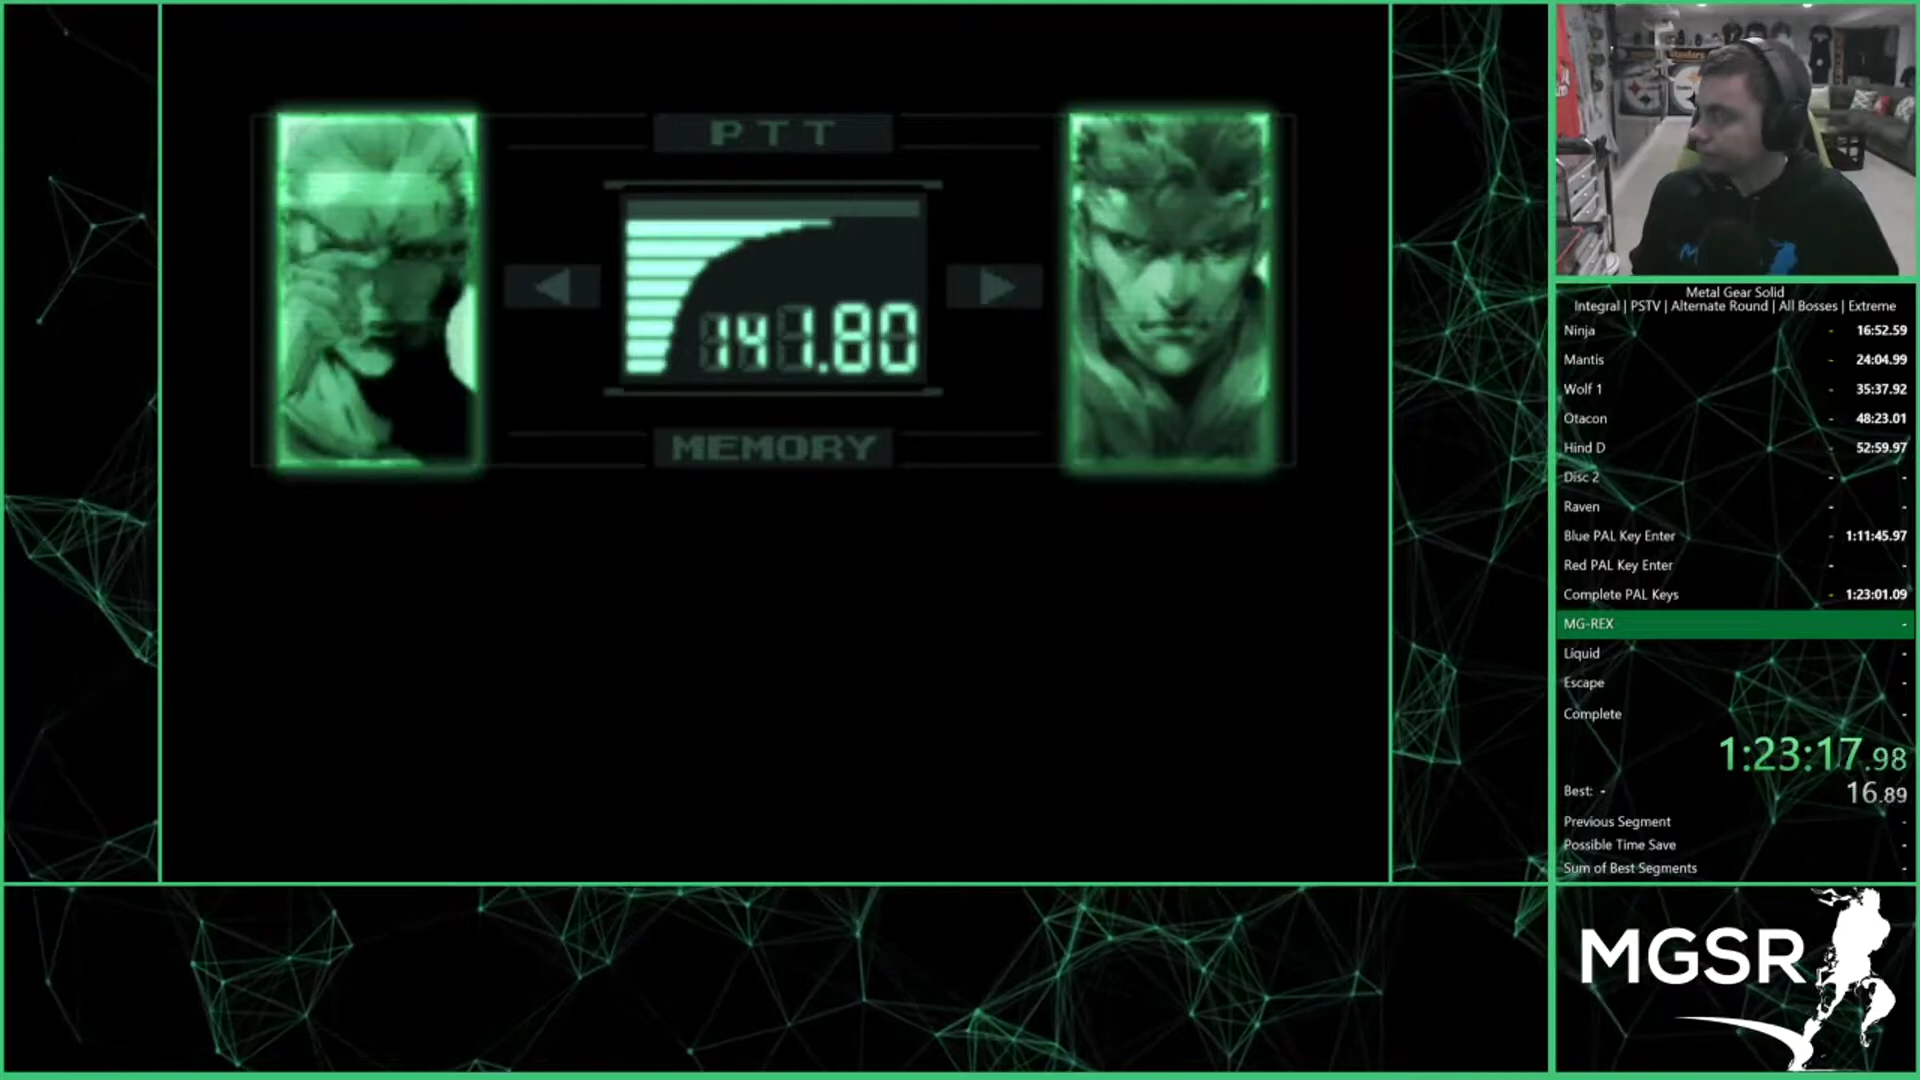 PTT
141.80
MEMORY
Metal Gear Solid
Integral | PSTV | Alternate Round | All Bosses | Extreme
Ninja - 16:52.59
Mantis - 24:04.99
Wolf 1 - 35:37.92
Otacon - 48:23.01
Hind D - 52:59.97
Disc 2 - -
Raven - -
Blue PAL Key Enter - 1:11:45.97
Red PAL Key Enter - -
Complete PAL Keys - 1:23:01.09
MG-REX -
Liquid -
Escape -
Complete -
1:23:17.98
Best: - 16.89
Previous Segment -
Possible Time Save -
Sum of Best Segments -
MGSR